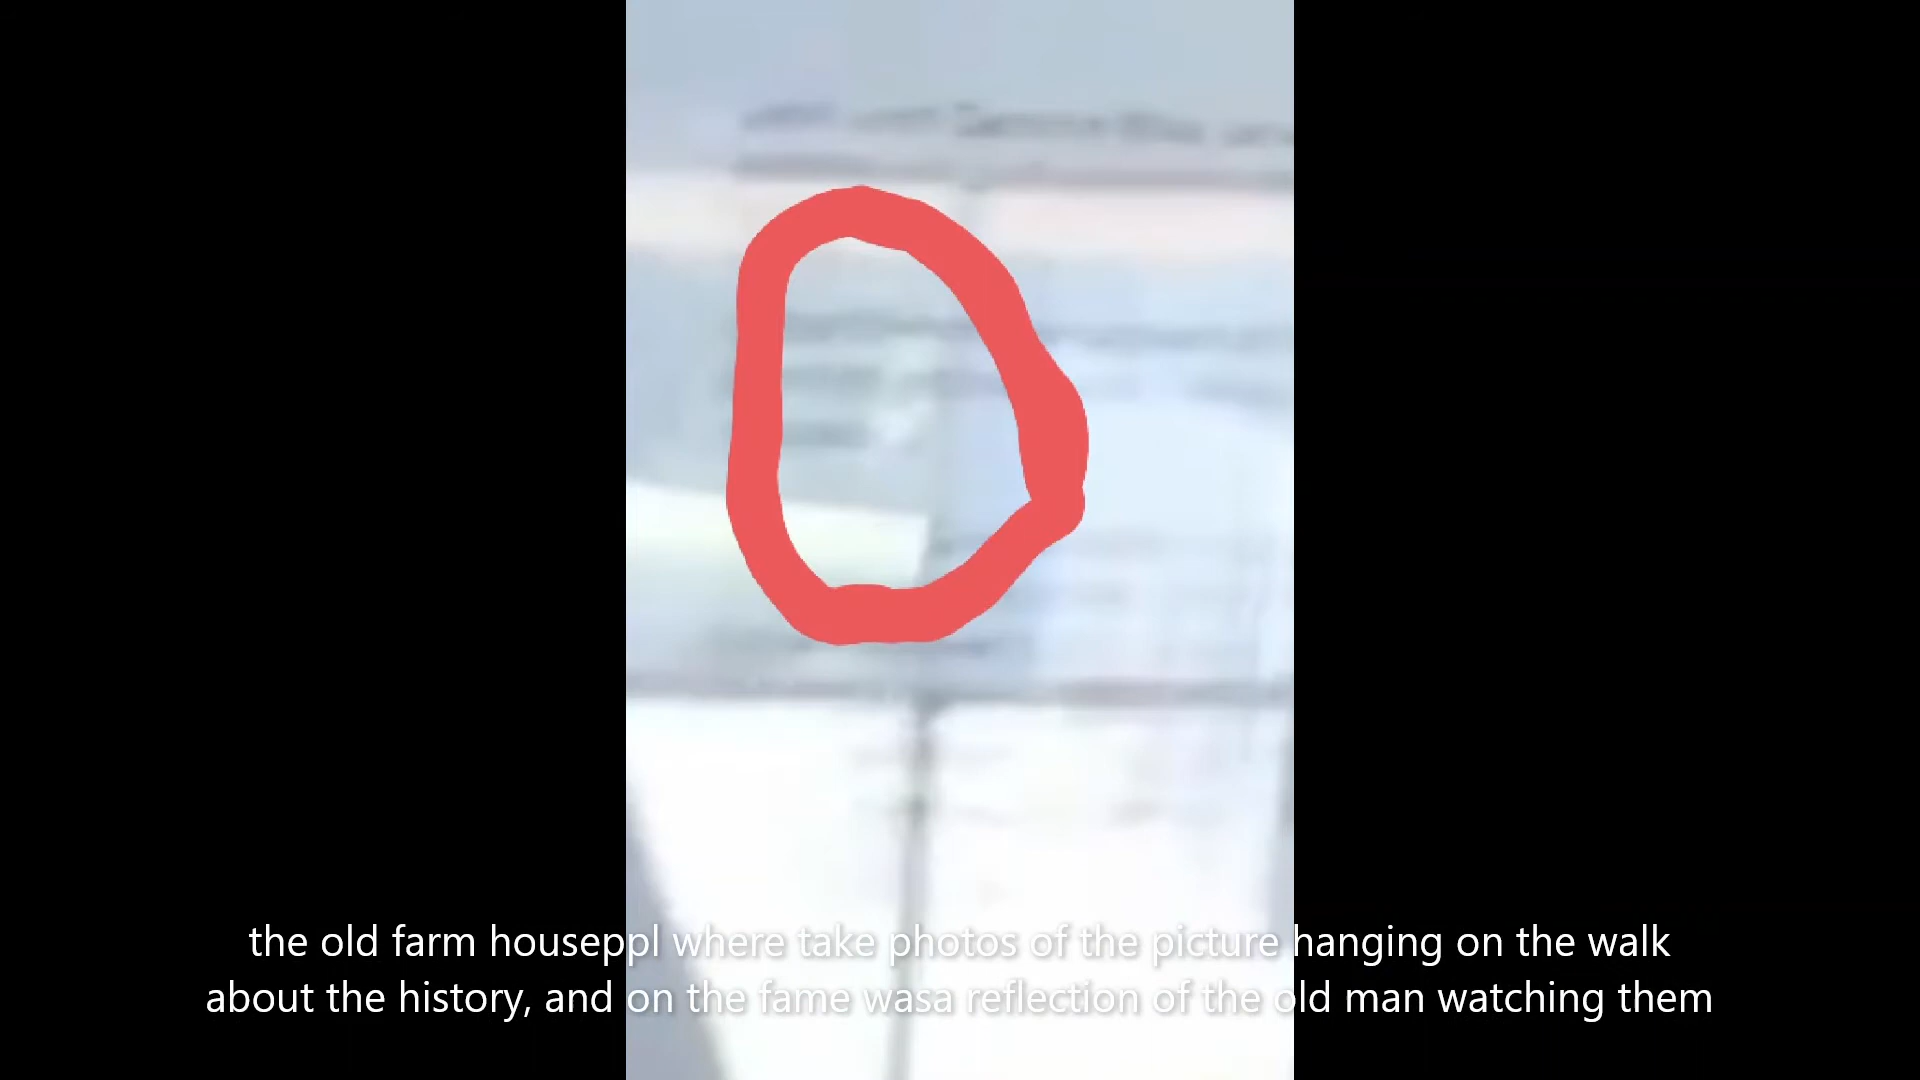 the old farm houseppl where take photos of the picture hanging on the walk
about the history, and on the fame wasa reflection of the old man watching them